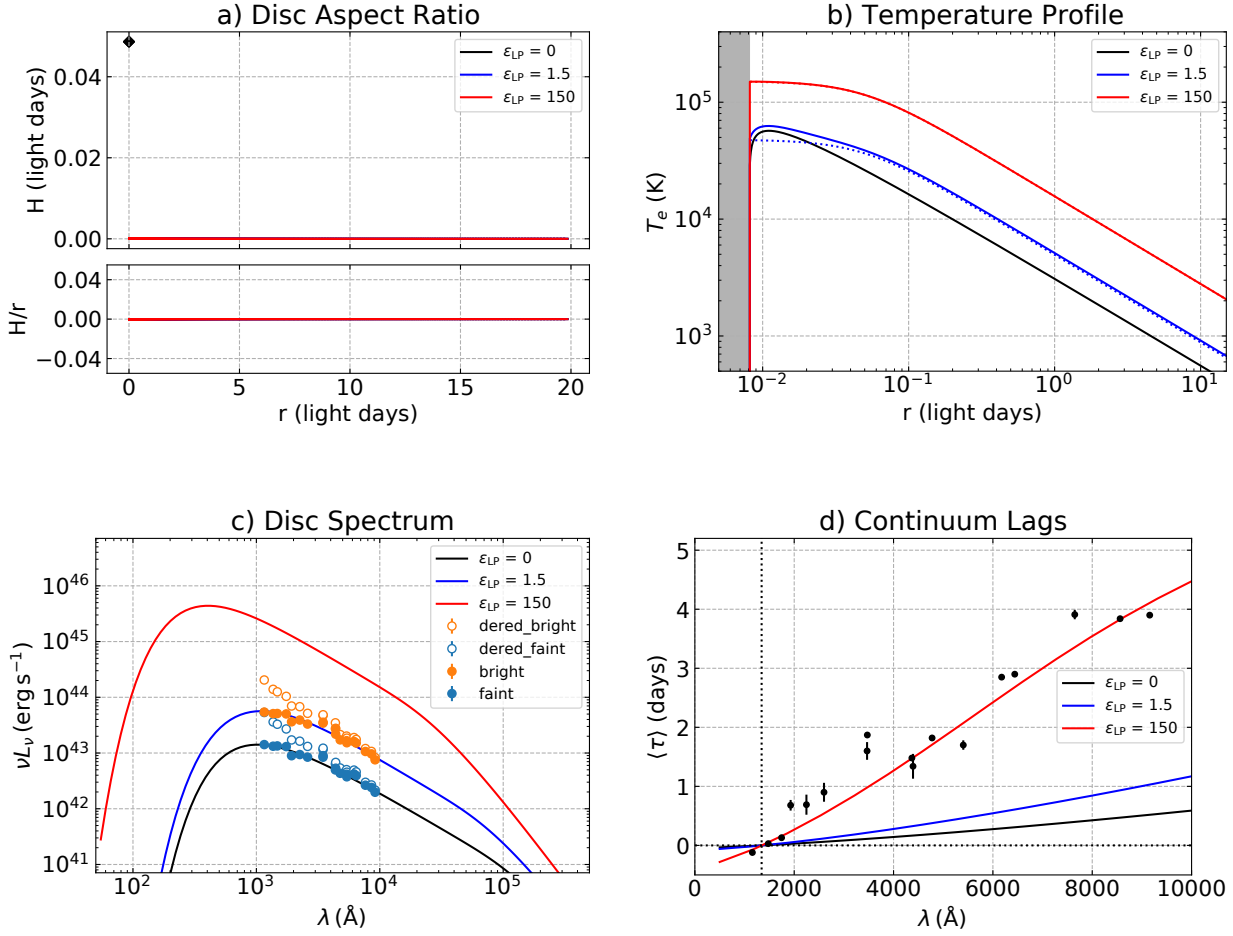 a) Disc Aspect Ratio
H (light days)
0.04
0.02
0.00
ε_LP = 0
ε_LP = 1.5
ε_LP = 150
H/r
0.04
0.00
−0.04
0 5 10 15 20
r (light days)
b) Temperature Profile
T_e (K)
10^5
10^4
10^3
ε_LP = 0
ε_LP = 1.5
ε_LP = 150
10^−2 10^−1 10^0 10^1
r (light days)
c) Disc Spectrum
νL_ν (erg s^−1)
10^46
10^45
10^44
10^43
10^42
10^41
ε_LP = 0
ε_LP = 1.5
ε_LP = 150
dered_bright
dered_faint
bright
faint
10^2 10^3 10^4 10^5
λ (Å)
d) Continuum Lags
⟨τ⟩ (days)
5
4
3
2
1
0
ε_LP = 0
ε_LP = 1.5
ε_LP = 150
0 2000 4000 6000 8000 10000
λ (Å)